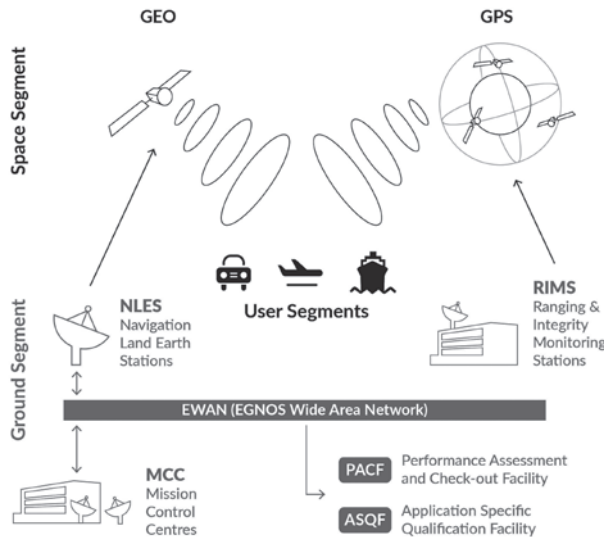 GEO
GPS
Space Segment
User Segments
Ground Segment
NLES
Navigation
Land Earth
Stations
RIMS
Ranging &
Integrity
Monitoring
Stations
EWAN (EGNOS Wide Area Network)
MCC
Mission
Control
Centres
PACF
Performance Assessment
and Check-out Facility
ASQF
Application Specific
Qualification Facility